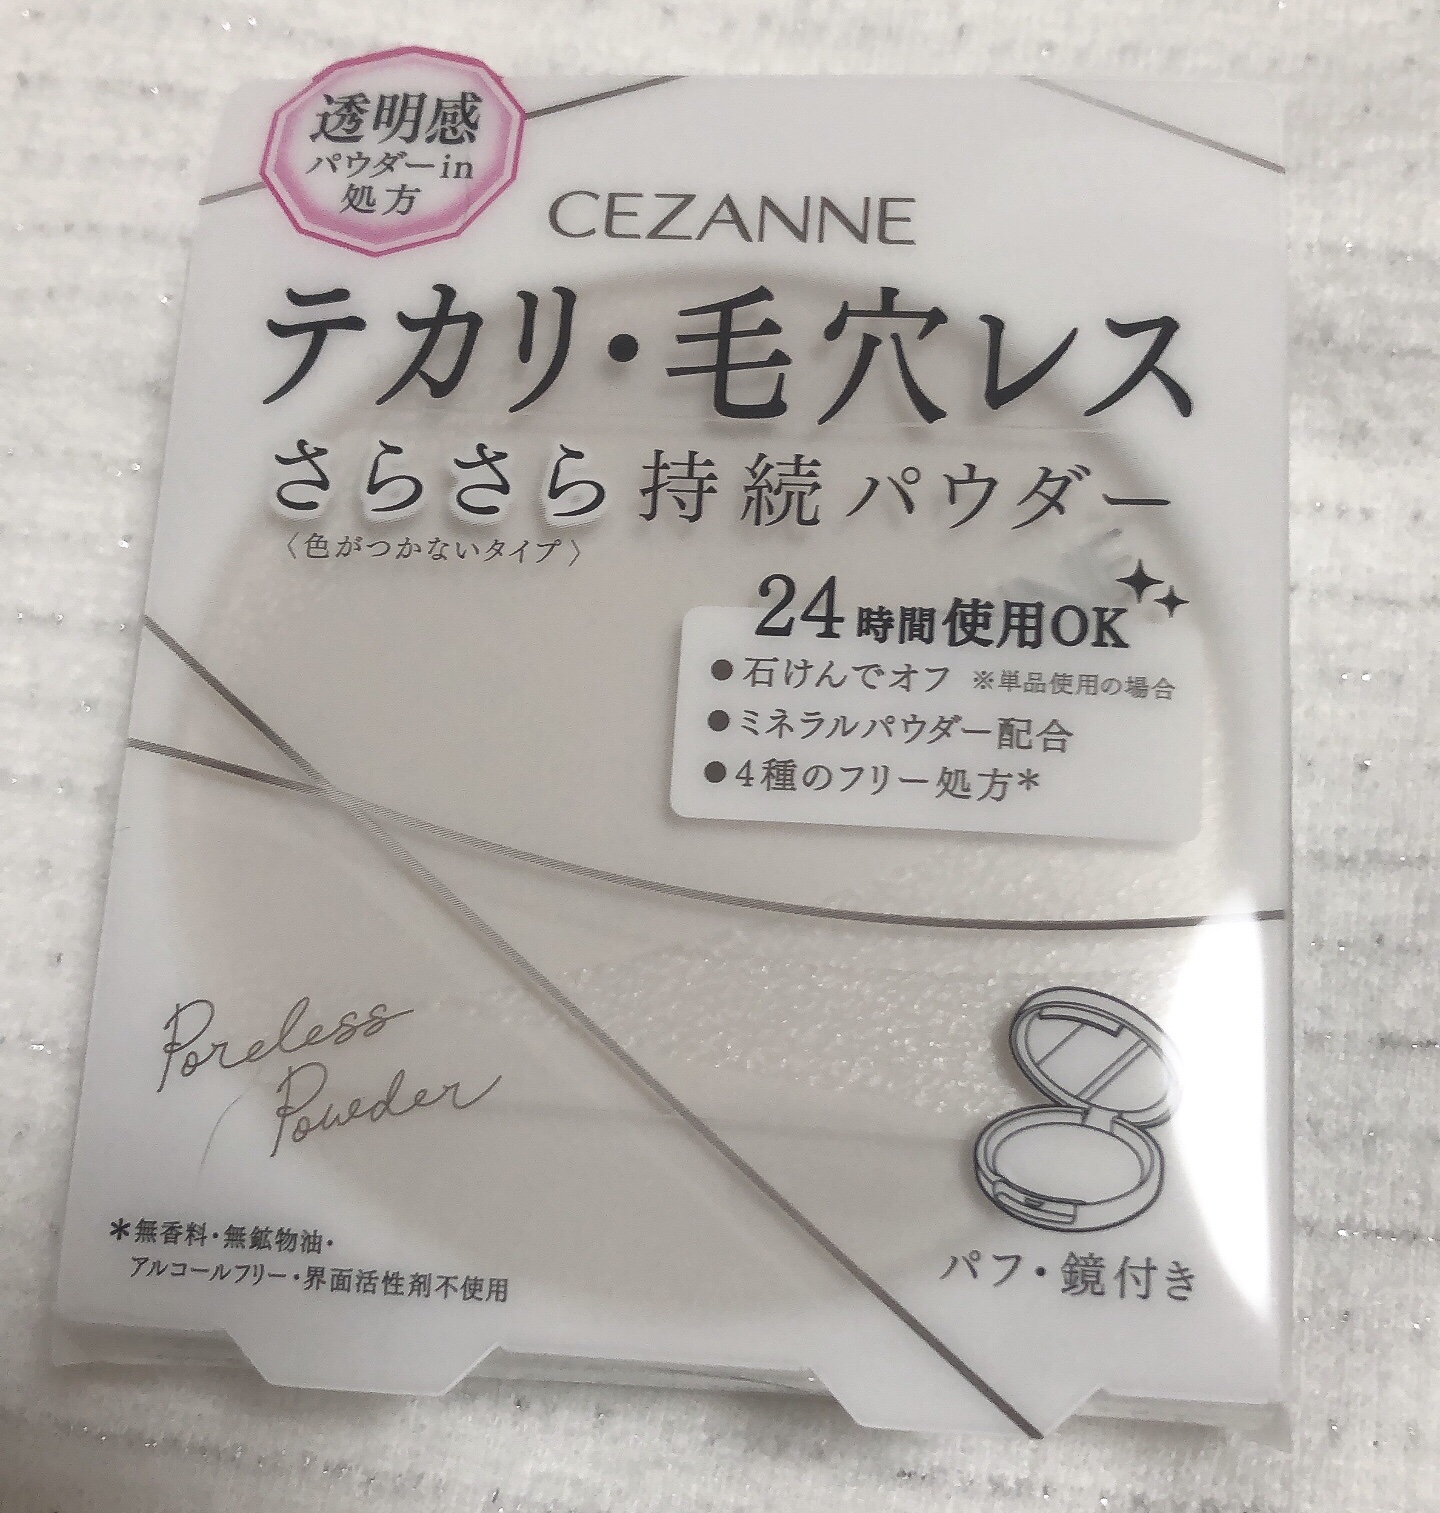 透明感
パウダーin
処方
CEZANNE
テカリ・毛穴レス
さらさら持続パウダー
〈色がつかないタイプ〉
24時間使用OK
●石けんでオフ ※単品使用の場合
●ミネラルパウダー配合
●4種のフリー処方*
Poreless
Powder
パフ・鏡付き
*無香料・無鉱物油・
アルコールフリー・界面活性剤不使用